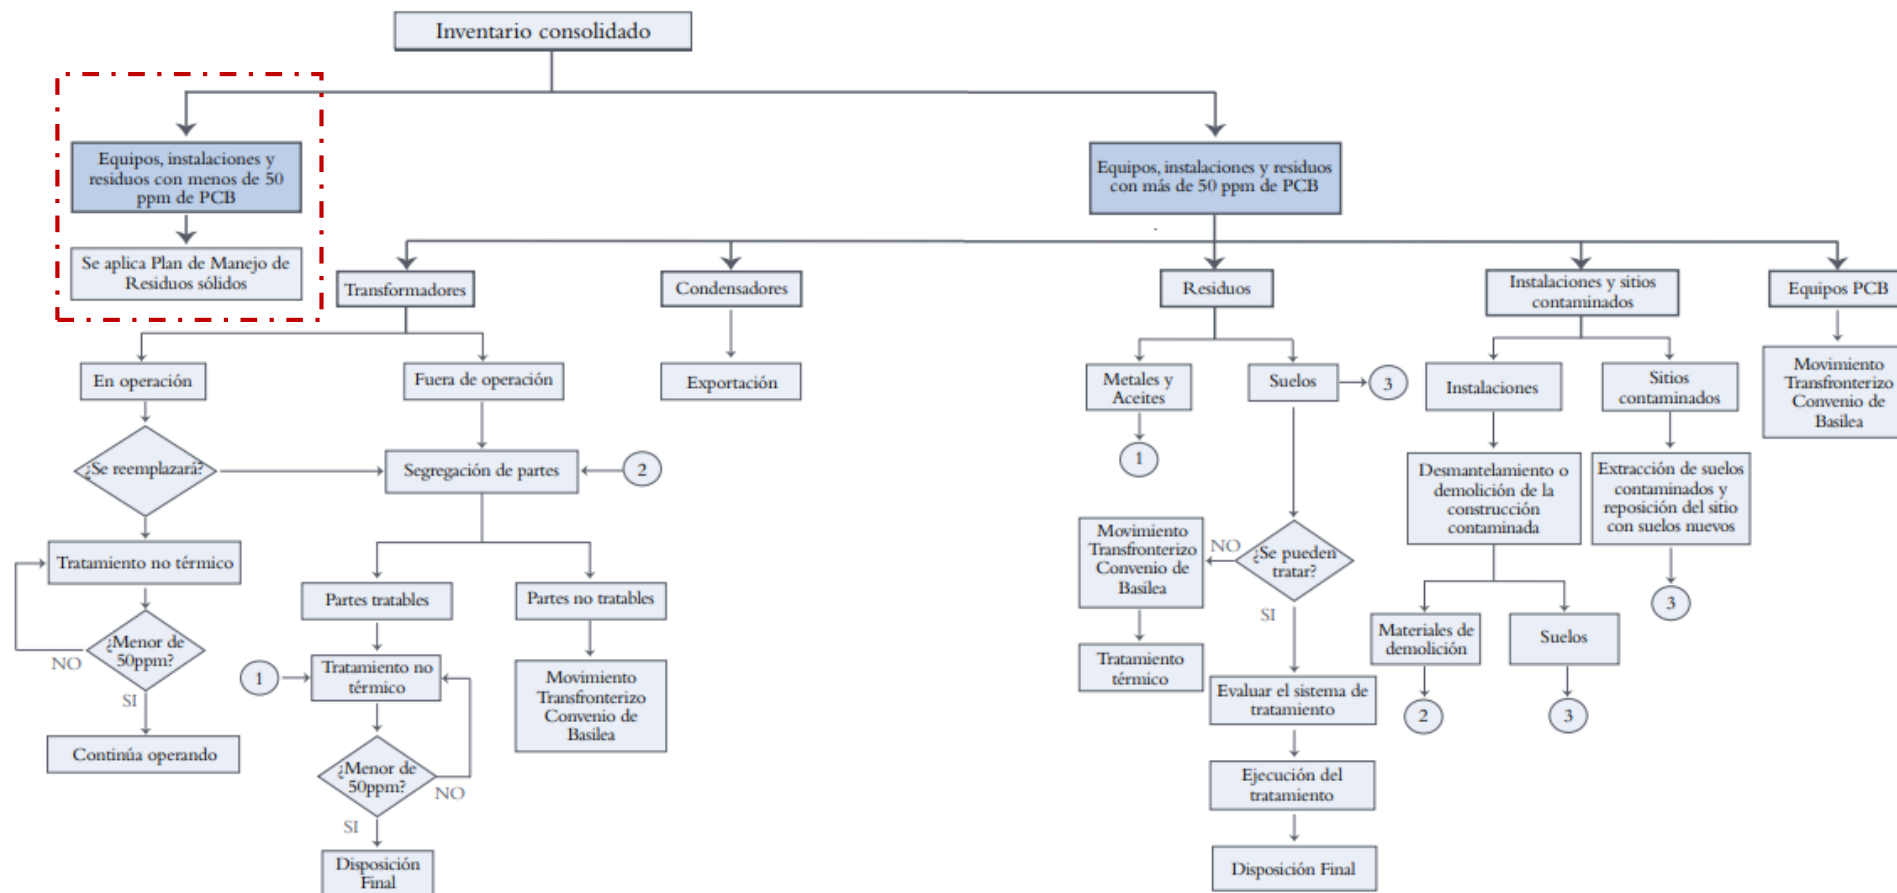 Inventario consolidado
Equipos, instalaciones y
residuos con menos de 50
ppm de PCB
Equipos, instalaciones y residuos
con más de 50 ppm de PCB
Se aplica Plan de Manejo de
Residuos sólidos
Transformadores
Condensadores
Residuos
Instalaciones y sitios
contaminados
Equipos PCB
En operación
Fuera de operación
Exportación
Metales y
Aceites
Suelos
3
Instalaciones
Sitios
contaminados
Movimiento
Transfronterizo
Convenio de
Basilea
¿Se reemplazará?
Segregación de partes
2
1
Desmantelamiento o
demolición de la
construcción
contaminada
Extracción de suelos
contaminados y
reposición del sitio
con suelos nuevos
Tratamiento no térmico
Movimiento
Transfronterizo
Convenio de
Basilea
NO
¿Se pueden
tratar?
SI
Partes tratables
Partes no tratables
3
¿Menor de
50ppm?
NO
SI
Materiales de
demolición
Suelos
1
Tratamiento no
térmico
Movimiento
Transfronterizo
Convenio de
Basilea
Tratamiento
térmico
Evaluar el sistema de
tratamiento
2
3
Continúa operando
¿Menor de
50ppm?
NO
SI
Ejecución del
tratamiento
Disposición
Final
Disposición Final